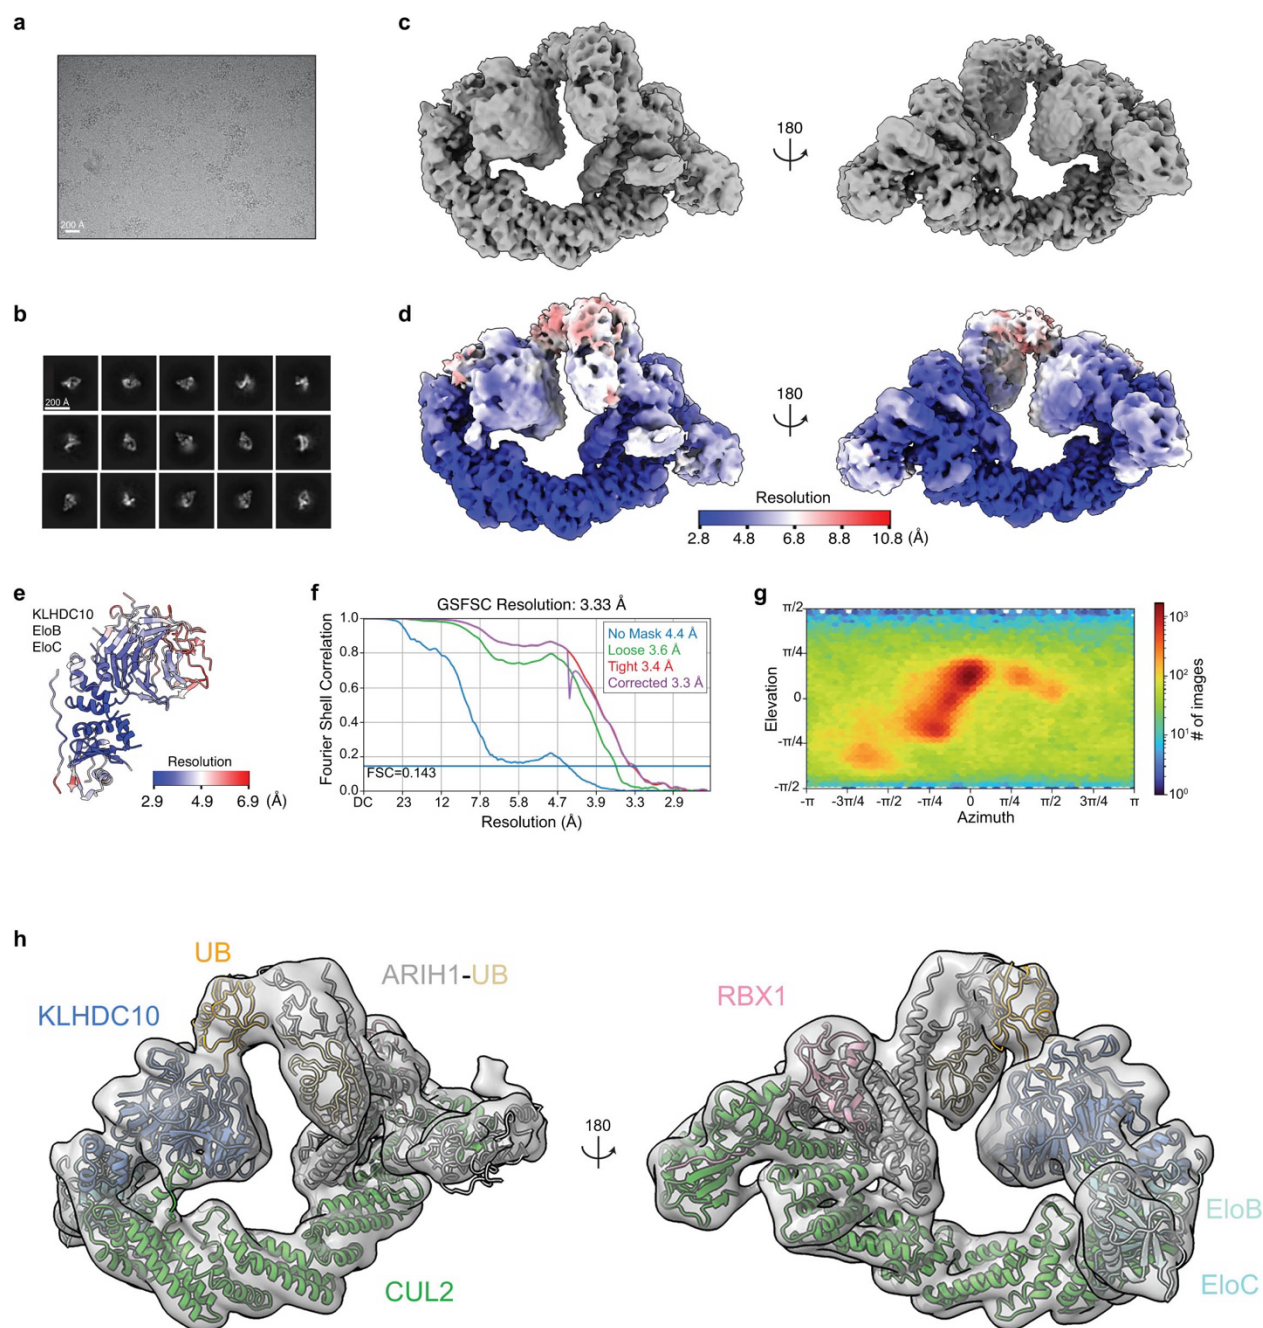 a
200 Å
c
180
b
200 Å
d
180
Resolution
2.8 4.8 6.8 8.8 10.8 (Å)
e
KLHDC10
EloB
EloC
Resolution
2.9 4.9 6.9 (Å)
f
GSFSC Resolution: 3.33 Å
Fourier Shell Correlation
1.0
0.8
0.6
0.4
0.2
0.0
No Mask 4.4 Å
Loose 3.6 Å
Tight 3.4 Å
Corrected 3.3 Å
FSC=0.143
DC 23 12 7.8 5.8 4.7 3.9 3.3 2.9
Resolution (Å)
g
Elevation
π/2
π/4
0
-π/4
-π/2
-π -3π/4 -π/2 -π/4 0 π/4 π/2 3π/4 π
Azimuth
10³
10²
10¹
10⁰
# of images
h
UB
ARIH1-UB
KLHDC10
CUL2
180
RBX1
EloB
EloC